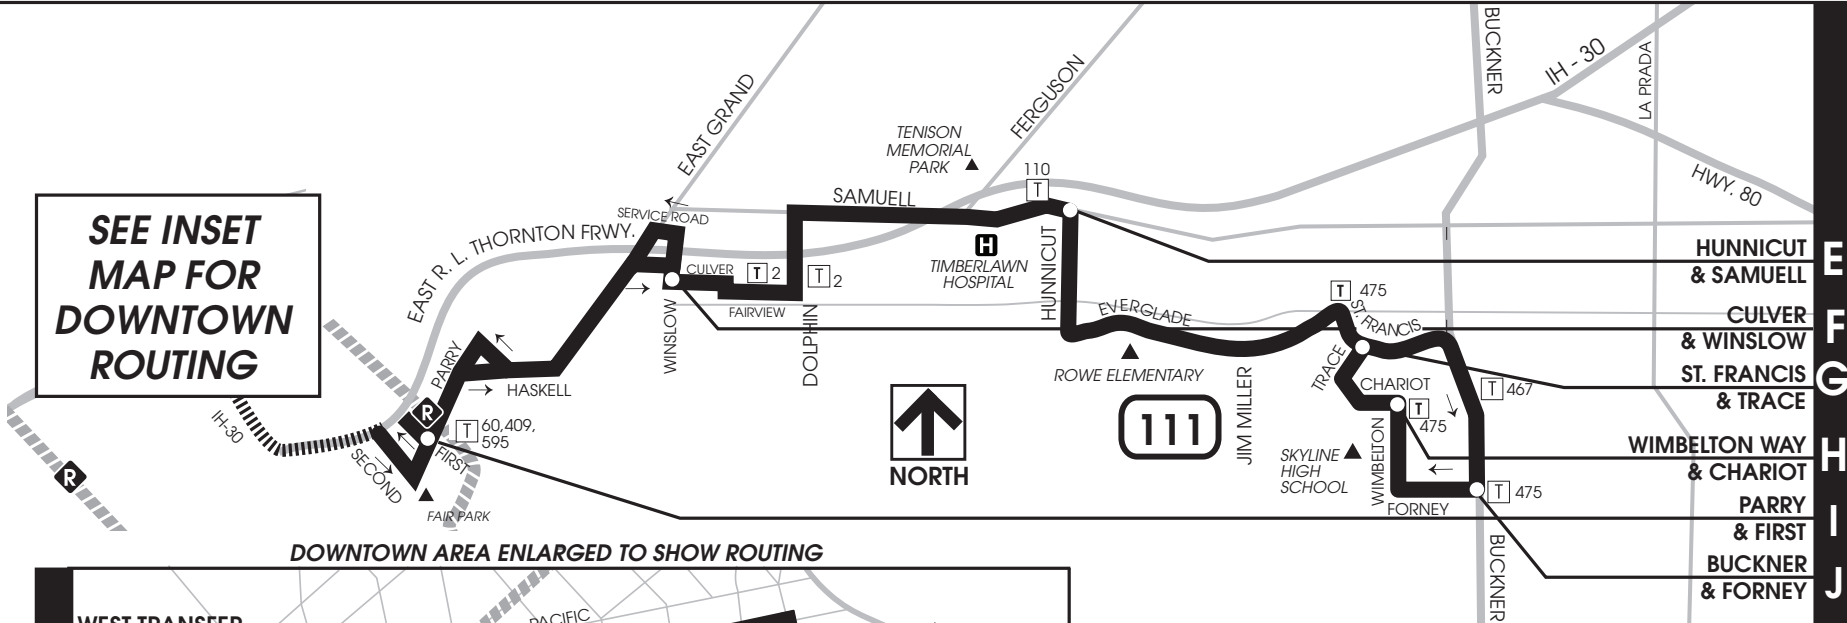 BUCKNER
IH - 30
LA PRADA
EAST GRAND
FERGUSON
TENISON
MEMORIAL
PARK
110
T
HWY. 80
SEE INSET
MAP FOR
DOWNTOWN
ROUTING
SAMUELL
SERVICE ROAD
EAST R. L. THORNTON FRWY.
H
TIMBERLAWN
HOSPITAL
HUNNICUT
HUNNICUT
& SAMUELL
E
CULVER
T 2
T 2
FAIRVIEW
WINSLOW
DOLPHIN
EVERGLADE
T 475
ST. FRANCIS
CULVER
& WINSLOW
F
PARRY
HASKELL
ROWE ELEMENTARY
JIM MILLER
TRACE
CHARIOT
T 467
ST. FRANCIS
& TRACE
G
IH-30
R
T 60,409,
595
FIRST
SECOND
FAIR PARK
R
NORTH
111
T
475
SKYLINE
HIGH
SCHOOL
WIMBELTON
FORNEY
T 475
WIMBELTON WAY
& CHARIOT
H
PARRY
& FIRST
I
BUCKNER
BUCKNER
& FORNEY
J
DOWNTOWN AREA ENLARGED TO SHOW ROUTING
WEST TRANSFER
PACIFIC